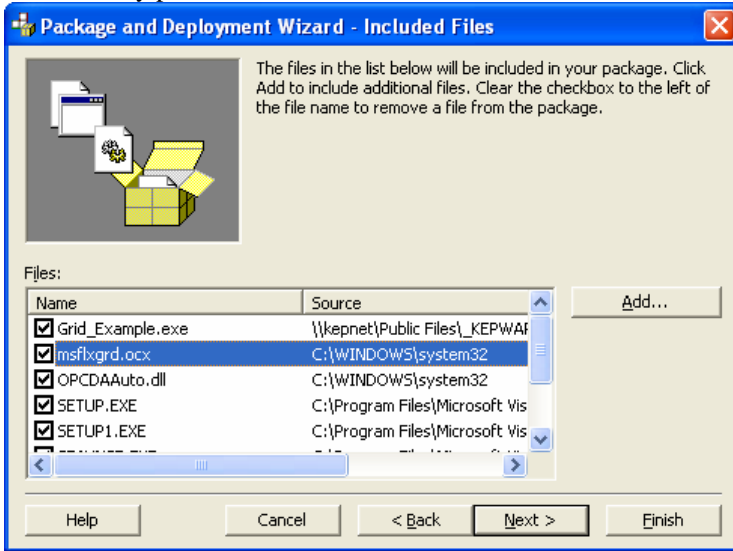 Package and Deployment Wizard - Included Files
The files in the list below will be included in your package. Click
Add to include additional files. Clear the checkbox to the left of
the file name to remove a file from the package.
Files:
Name Source
Add...
Grid_Example.exe \\kepnet\Public Files\_KEPWAR
msflxgrd.ocx C:\WINDOWS\system32
OPCDAAuto.dll C:\WINDOWS\system32
SETUP.EXE C:\Program Files\Microsoft Vis
SETUP1.EXE C:\Program Files\Microsoft Vis
Help Cancel < Back Next > Finish